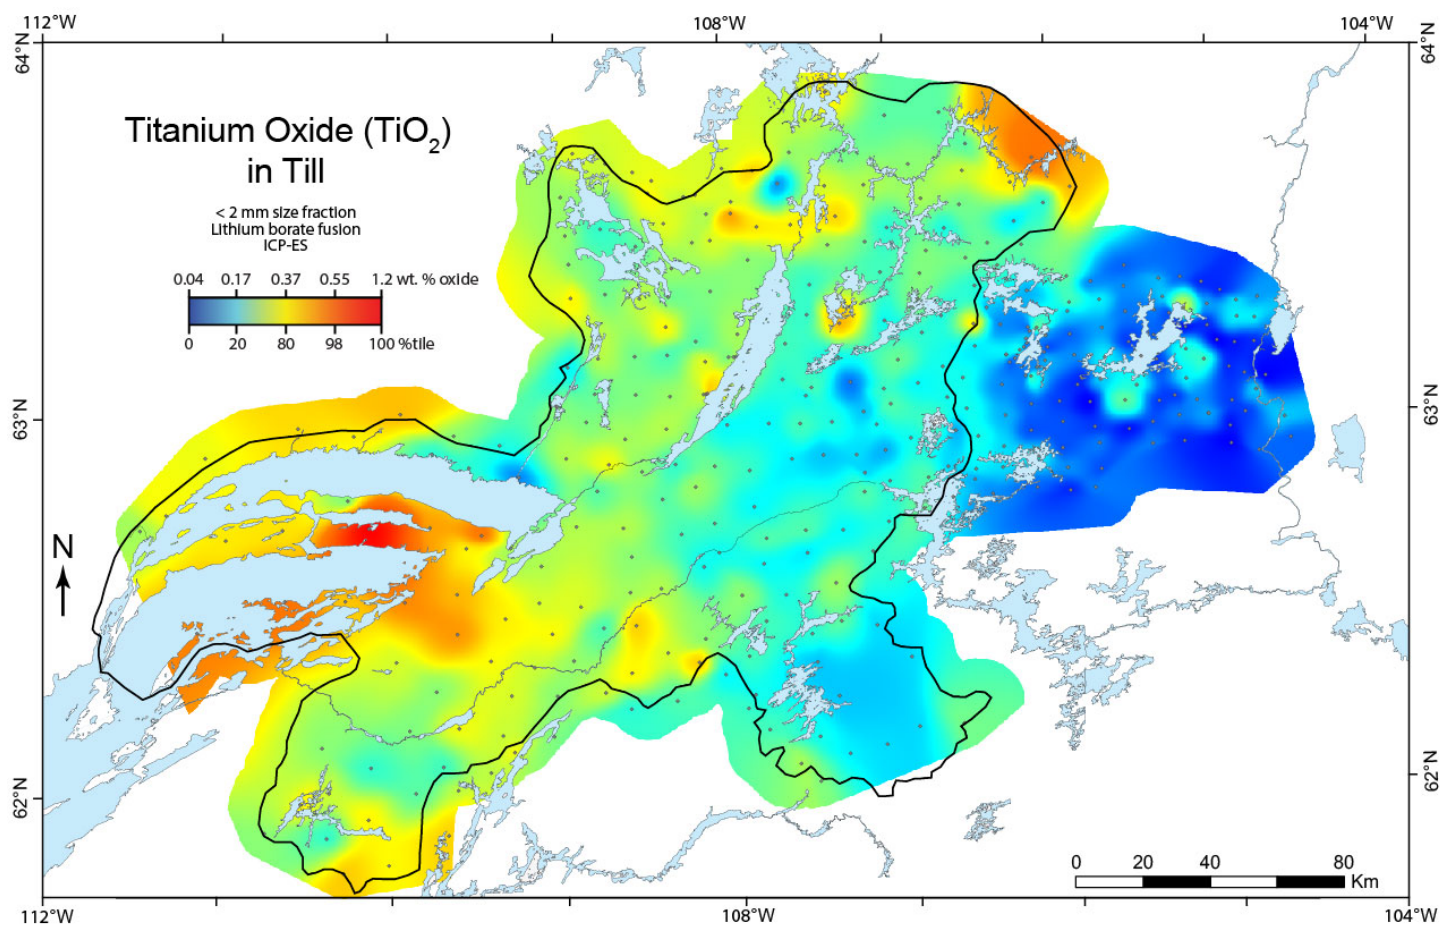 112°W 108°W 104°W
64°N 64°N
Titanium Oxide (TiO₂)
in Till
< 2 mm size fraction
Lithium borate fusion
ICP-ES
0.04 0.17 0.37 0.55 1.2 wt. % oxide
0 20 80 98 100 %tile
63°N 63°N
N
62°N 62°N
0 20 40 80
Km
112°W 108°W 104°W